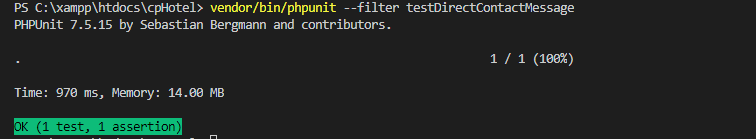 PS C:\xampp\htdocs\cpHotel> vendor/bin/phpunit --filter testDirectContactMessage
PHPUnit 7.5.15 by Sebastian Bergmann and contributors.
. 1 / 1 (100%)
Time: 970 ms, Memory: 14.00 MB
OK (1 test, 1 assertion)